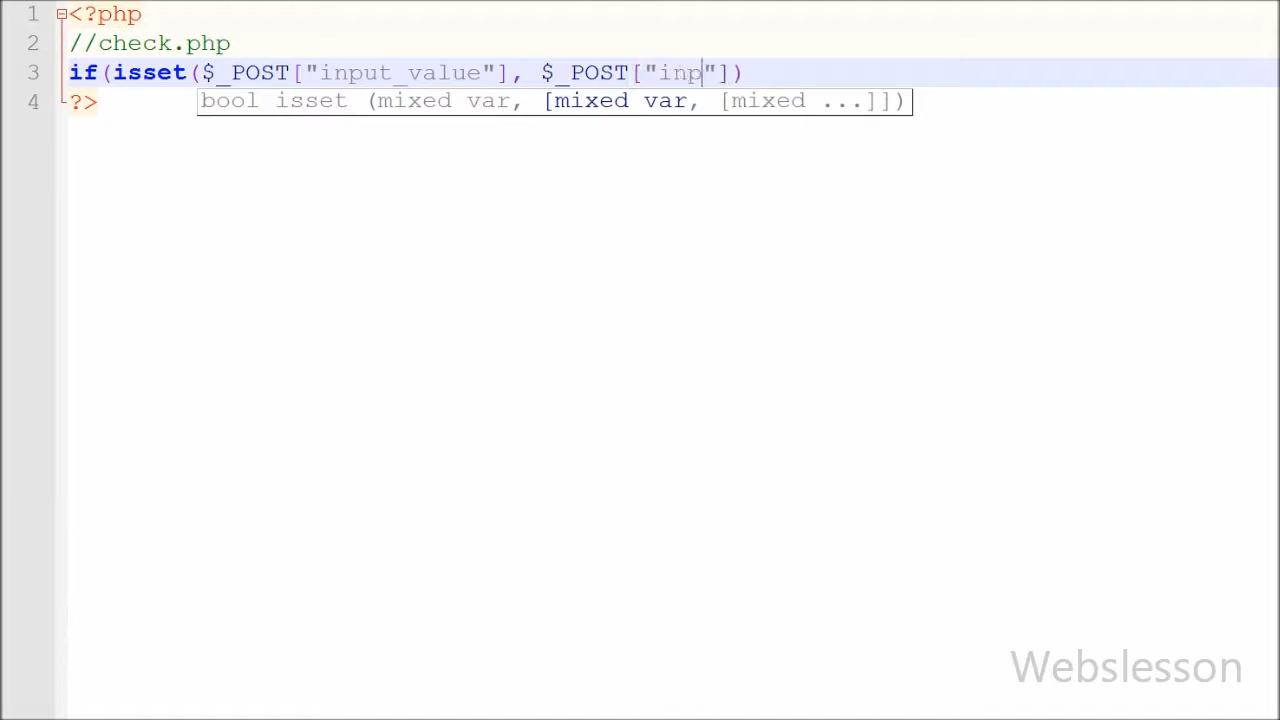 1 <?php
2 //check.php
3 if(isset($_POST["input_value"], $_POST["inp"])
4 ?>
bool isset (mixed var, [mixed var, [mixed ...]])
Webslesson